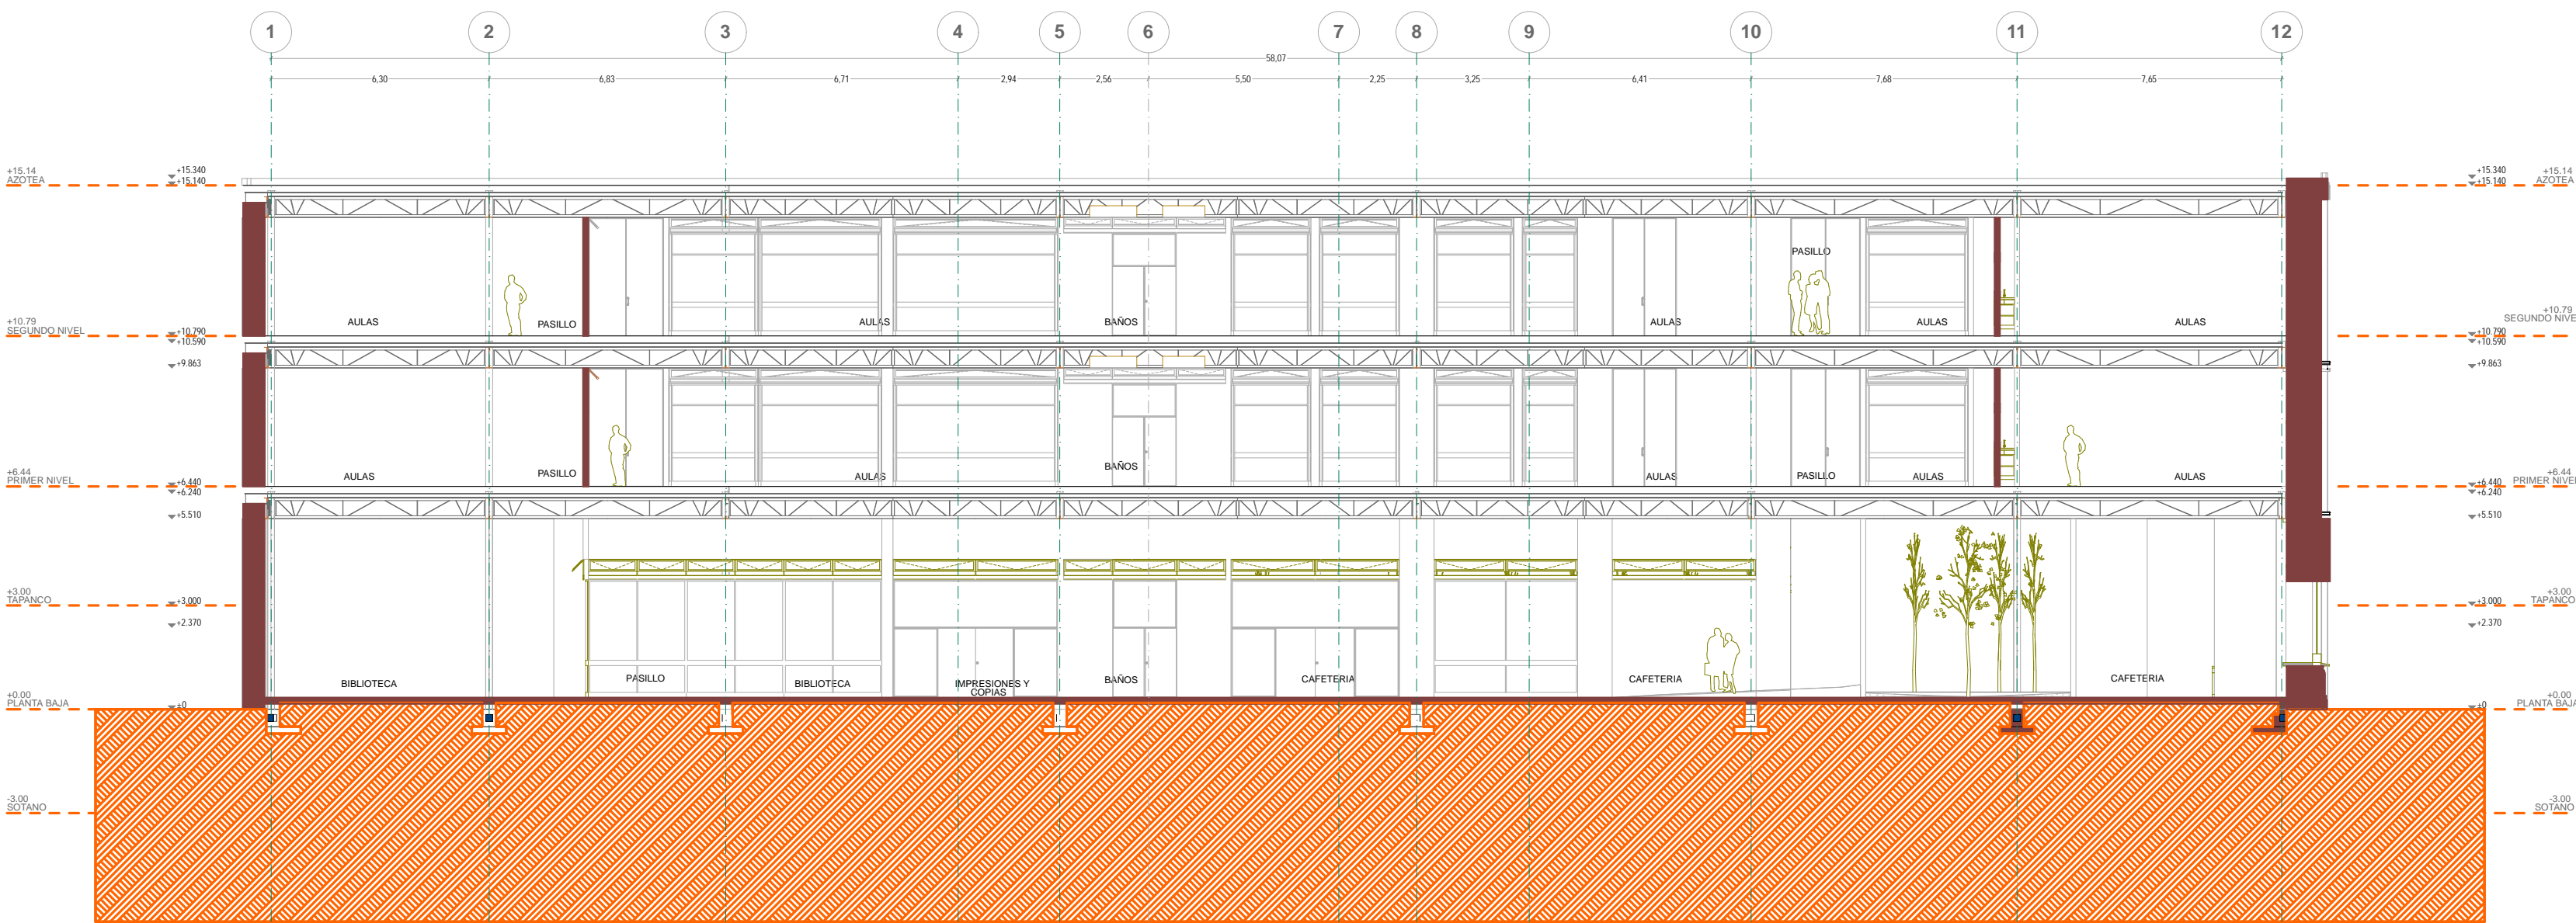 1 2 3 4 5 6 7 8 9 10 11 12
58,07
6,30 6,83 6,71 2,94 2,56 5,50 2,25 3,25 6,41 7,68 7,65
+15.14 +15.340 +15.340 +15.14
AZOTEA +15.140 +15.140 AZOTEA
PASILLO
AULAS PASILLO AULAS BAÑOS AULAS AULAS AULAS
+10.79 +10.790 +10.790 +10.79
SEGUNDO NIVEL +10.590 +10.590 SEGUNDO NIVEL
+9.863 +9.863
BAÑOS
AULAS PASILLO AULAS AULAS PASILLO AULAS AULAS
+6.44 +6.440 +6.440 +6.44
PRIMER NIVEL +6.240 +6.240 PRIMER NIVEL
+5.510 +5.510
+3.00 +3.000 +3.000 +3.00
TAPANCO TAPANCO
+2.370 +2.370
BIBLIOTECA PASILLO BIBLIOTECA IMPRESIONES Y BAÑOS CAFETERIA CAFETERIA CAFETERIA
COPIAS
+0.00 +0.00
PLANTA BAJA +0 +0 PLANTA BAJA
-3.00 -3.00
SOTANO SOTANO